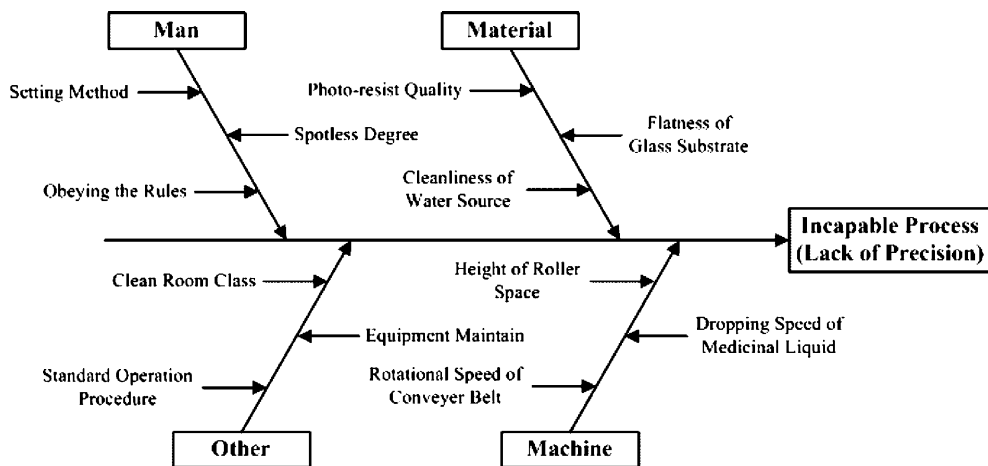 Man
Material
Setting Method
Photo-resist Quality
Spotless Degree
Flatness of
Glass Substrate
Obeying the Rules
Cleanliness of
Water Source
Incapable Process
(Lack of Precision)
Clean Room Class
Height of Roller
Space
Equipment Maintain
Dropping Speed of
Medicinal Liquid
Standard Operation
Procedure
Rotational Speed of
Conveyer Belt
Other
Machine